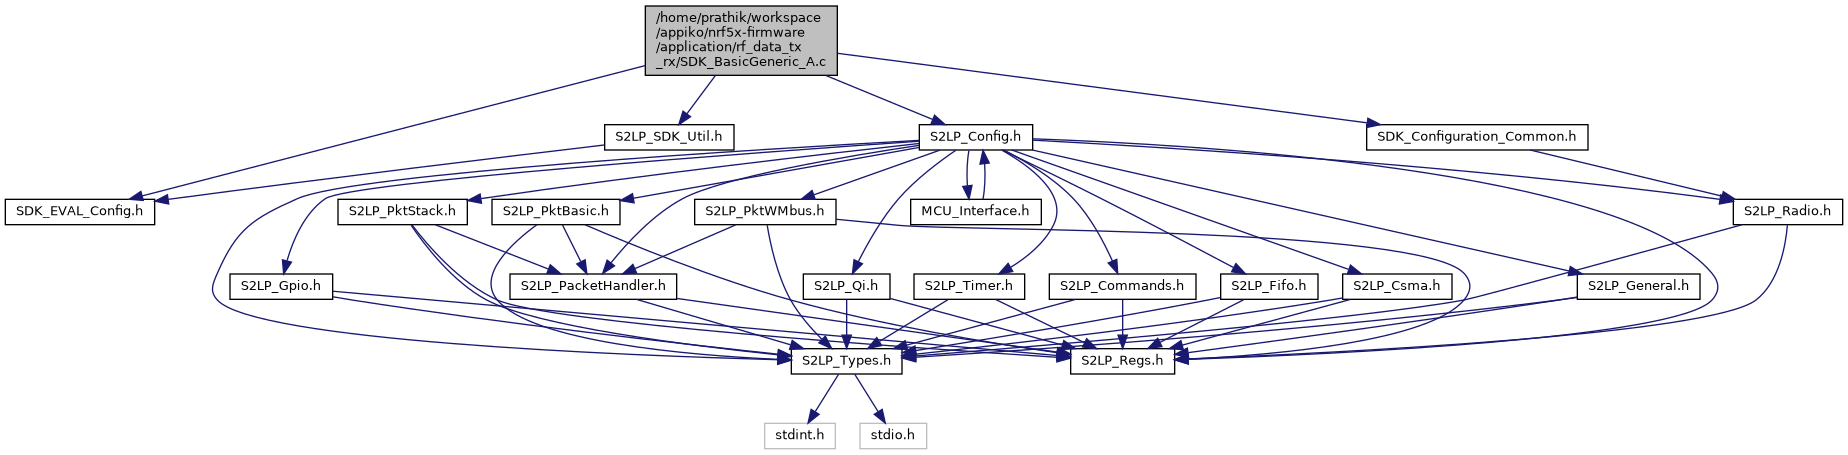 /home/prathik/workspace
/appiko/nrf5x-firmware
/application/rf_data_tx
_rx/SDK_BasicGeneric_A.c
S2LP_SDK_Util.h
S2LP_Config.h
SDK_Configuration_Common.h
SDK_EVAL_Config.h
S2LP_PktStack.h
S2LP_PktBasic.h
S2LP_PktWMbus.h
MCU_Interface.h
S2LP_Radio.h
S2LP_Gpio.h
S2LP_PacketHandler.h
S2LP_Qi.h
S2LP_Timer.h
S2LP_Commands.h
S2LP_Fifo.h
S2LP_Csma.h
S2LP_General.h
S2LP_Types.h
S2LP_Regs.h
stdint.h
stdio.h